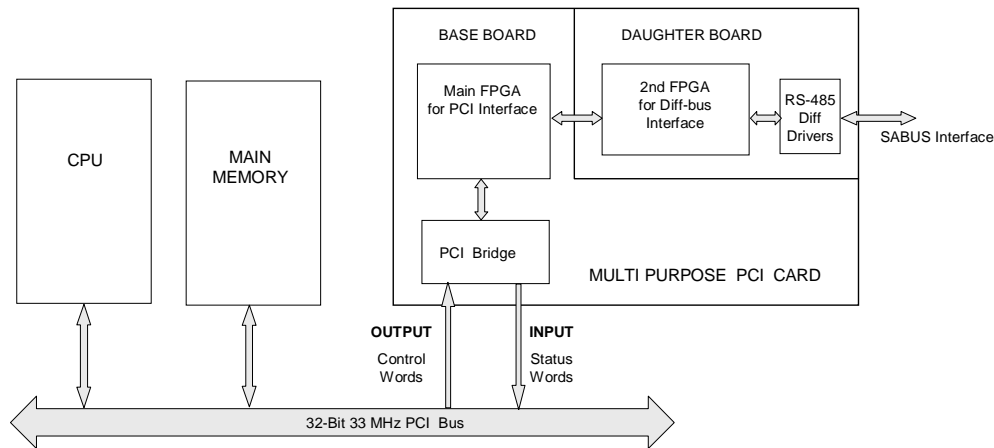 BASE BOARD
DAUGHTER BOARD
Main FPGA
for PCI Interface
2nd FPGA
for Diff-bus
Interface
RS-485
Diff
Drivers
SABUS Interface
CPU
MAIN
MEMORY
PCI Bridge
MULTI PURPOSE PCI CARD
OUTPUT
Control
Words
INPUT
Status
Words
32-Bit 33 MHz PCI Bus